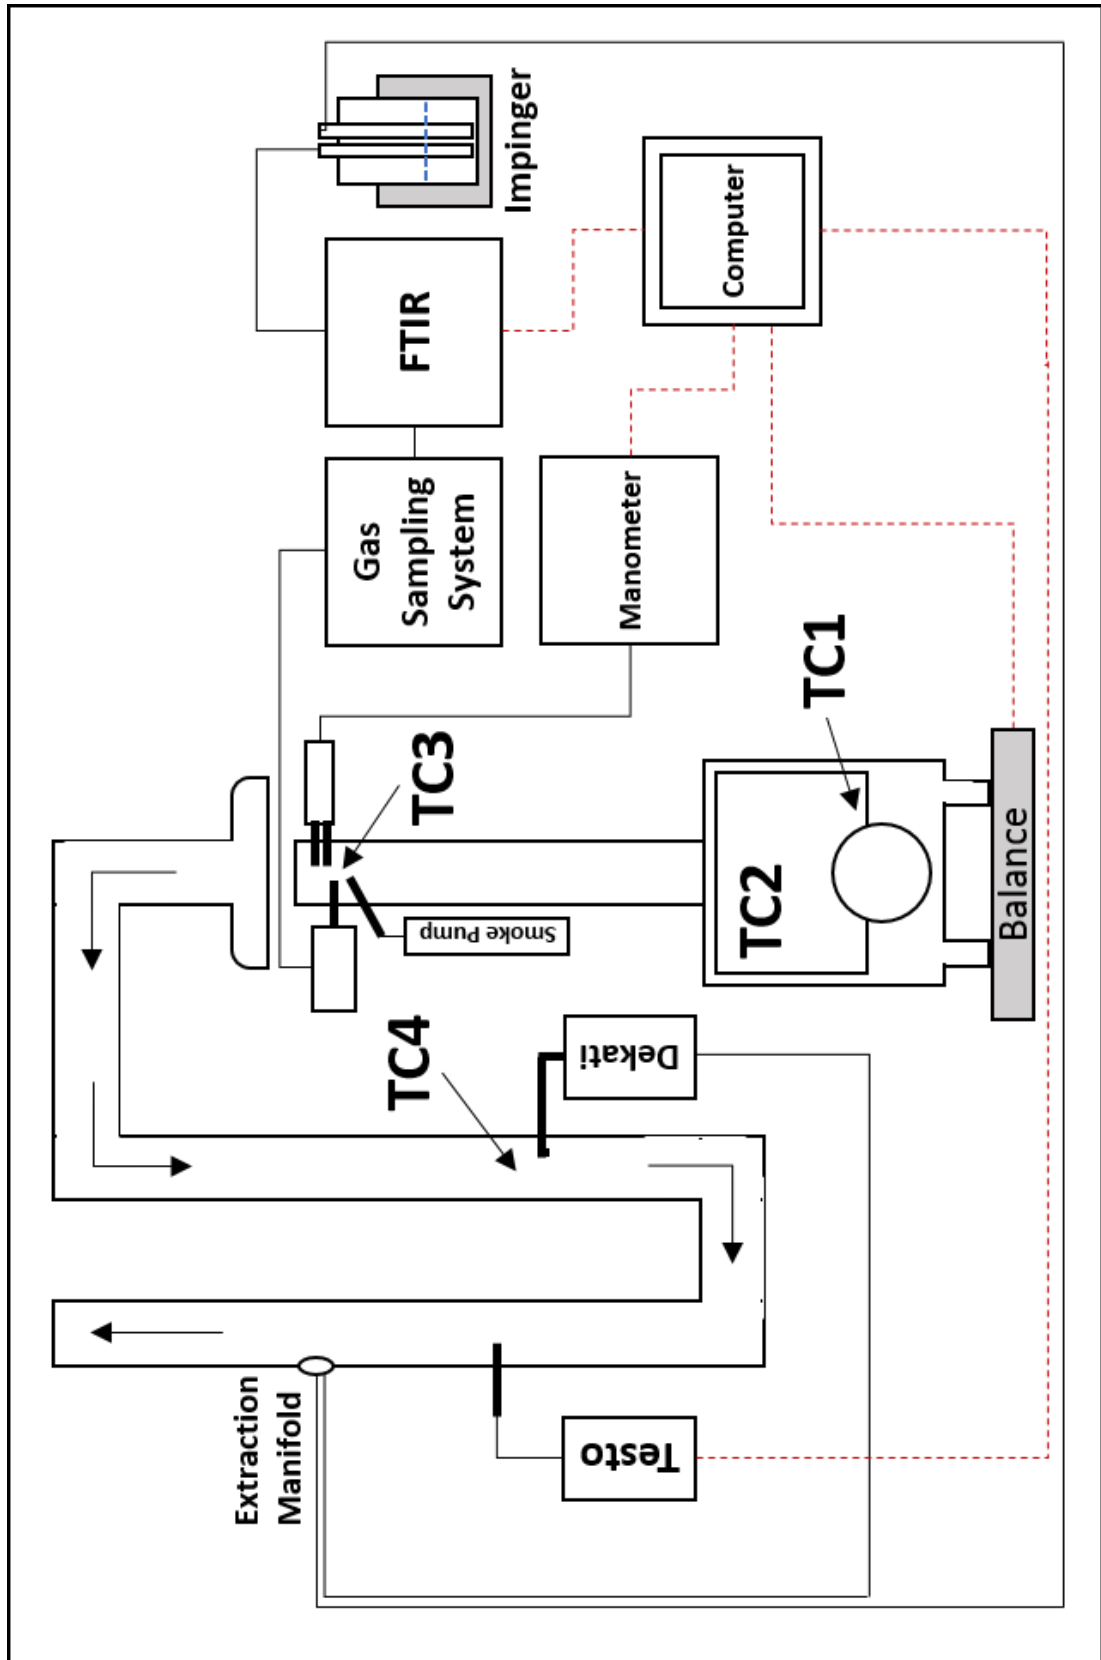 Impinger
FTIR
Computer
Gas
Sampling
System
Manometer
TC1
TC3
TC2
Balance
Smoke Pump
TC4
Dekati
Extraction
Manifold
Testo